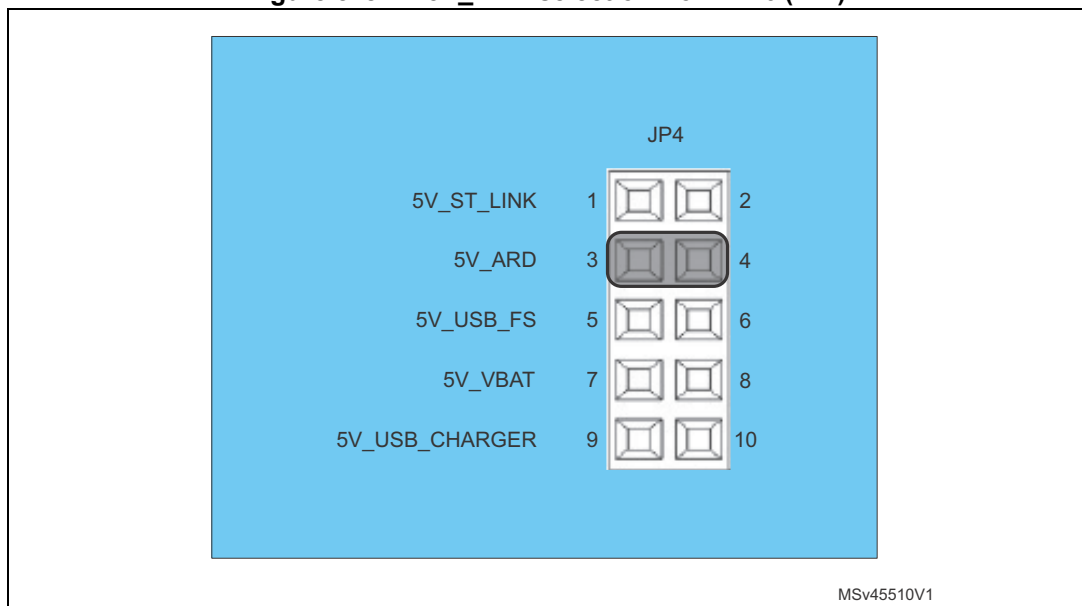 JP4
5V_ST_LINK 1 2
5V_ARD 3 4
5V_USB_FS 5 6
5V_VBAT 7 8
5V_USB_CHARGER 9 10
MSv45510V1